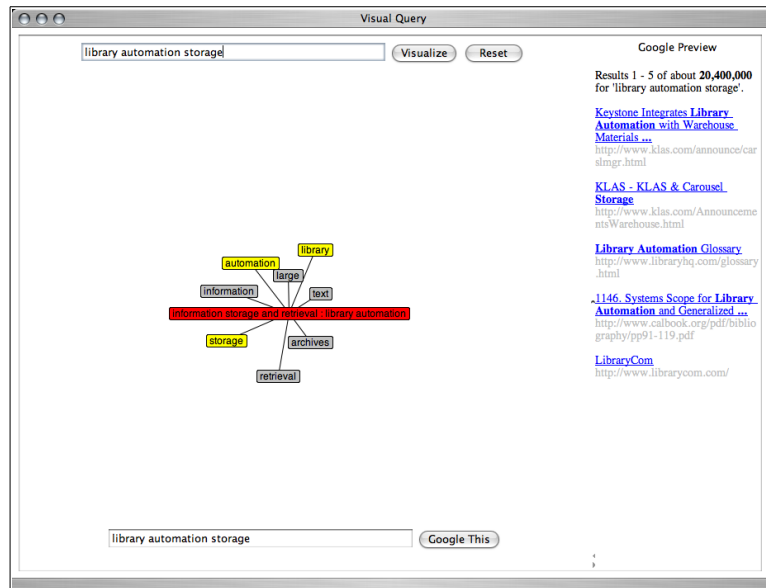 Visual Query
library automation storage
Visualize
Reset
Google Preview
Results 1 - 5 of about 20,400,000
for 'library automation storage'.
Keystone Integrates Library
Automation with Warehouse
Materials ...
http://www.klas.com/announce/car
slmgr.html
KLAS - KLAS & Carousel
Storage
http://www.klas.com/Announceme
ntsWarehouse.html
Library Automation Glossary
http://www.libraryhq.com/glossary
.html
1146. Systems Scope for Library
Automation and Generalized ...
http://www.calbook.org/pdf/biblio
graphy/pp91-119.pdf
LibraryCom
http://www.librarycom.com/
library
automation
large
information
text
information storage and retrieval : library automation
storage
archives
retrieval
library automation storage
Google This